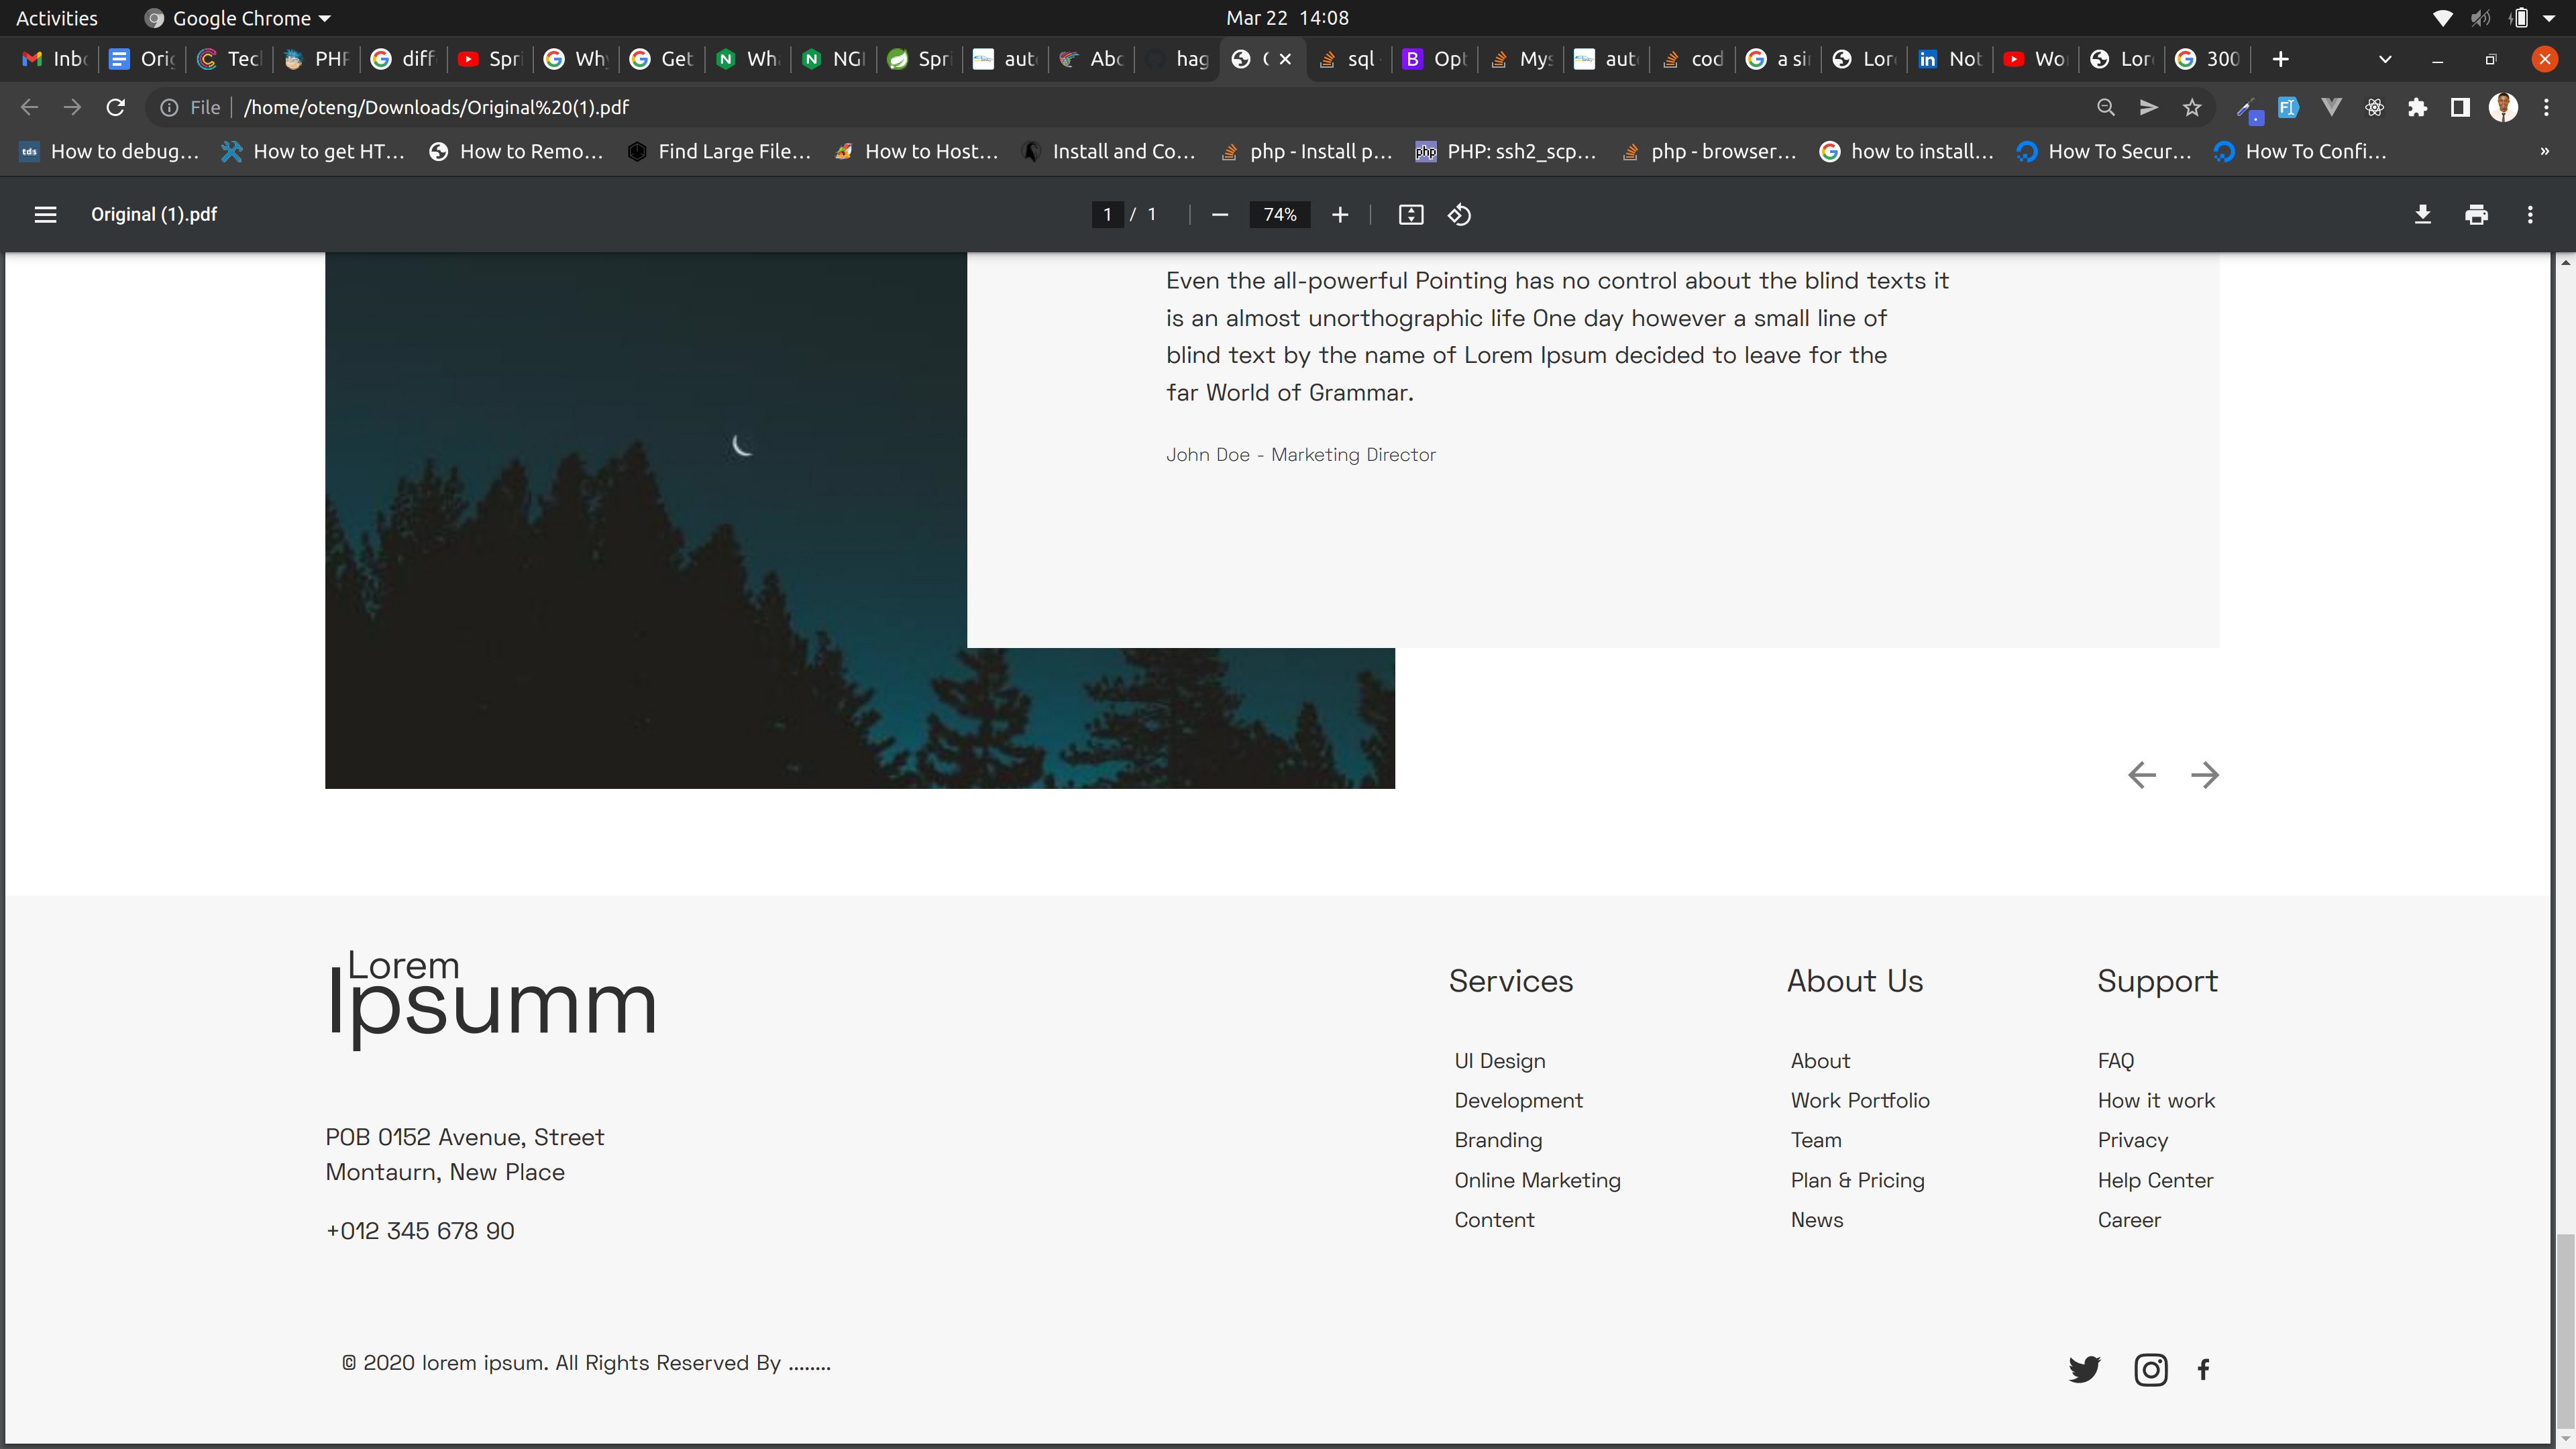 Activities Google Chrome Mar 22 14:08
Inb Orig Tec PHP diff Spri Why Get Wh NGI Spri aut Abc hag sql Opt Mys aut cod a si Lor Not Wo Lor 300
File /home/oteng/Downloads/Original%20(1).pdf
How to debug... How to get HT... How to Remo... Find Large File... How to Host... Install and Co... php - Install p... PHP: ssh2_scp... php - browser... how to install... How To Secur... How To Confi... »
Original (1).pdf 1 / 1 74%
Even the all-powerful Pointing has no control about the blind texts it
is an almost unorthographic life One day however a small line of
blind text by the name of Lorem Ipsum decided to leave for the
far World of Grammar.
John Doe - Marketing Director
Lorem
Ipsumm
POB 0152 Avenue, Street
Montaurn, New Place
+012 345 678 90
Services
UI Design
Development
Branding
Online Marketing
Content
About Us
About
Work Portfolio
Team
Plan & Pricing
News
Support
FAQ
How it work
Privacy
Help Center
Career
© 2020 lorem ipsum. All Rights Reserved By ........